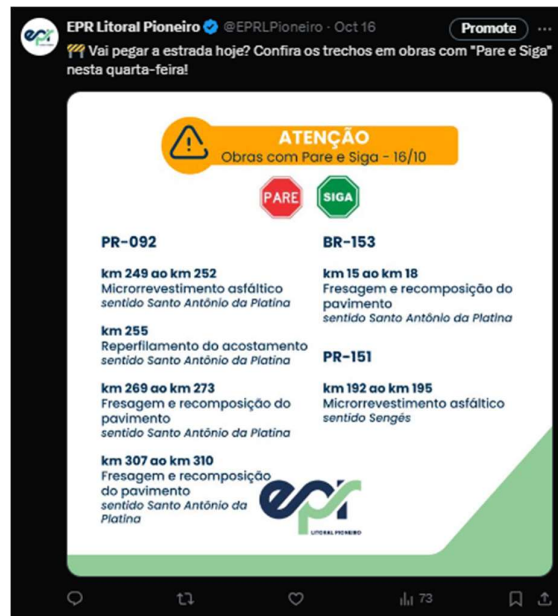 EPR Litoral Pioneiro @EPRLPioneiro · Oct 16
Promote
🚧 Vai pegar a estrada hoje? Confira os trechos em obras com "Pare e Siga"
nesta quarta-feira!
epr
ATENÇÃO
Obras com Pare e Siga - 16/10
PARE
SIGA
PR-092
km 249 ao km 252
Microrrevestimento asfáltico
sentido Santo Antônio da Platina
km 255
Reperfilamento do acostamento
sentido Santo Antônio da Platina
km 269 ao km 273
Fresagem e recomposição do
pavimento
sentido Santo Antônio da Platina
km 307 ao km 310
Fresagem e recomposição
do pavimento
sentido Santo Antônio da
Platina
BR-153
km 15 ao km 18
Fresagem e recomposição do
pavimento
sentido Santo Antônio da Platina
PR-151
km 192 ao km 195
Microrrevestimento asfáltico
sentido Sengés
epr
LITORAL PIONEIRO
73